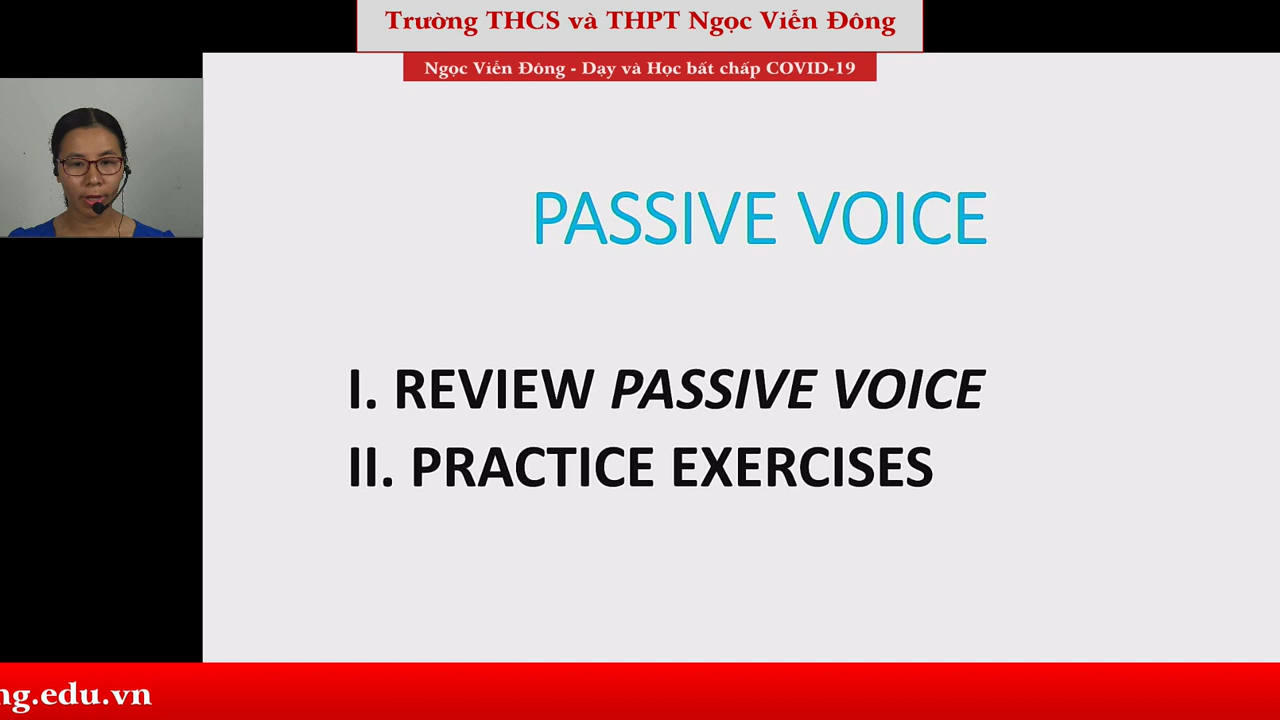 Trường THCS và THPT Ngọc Viễn Đông
Ngọc Viễn Đông - Dạy và Học bất chấp COVID-19
PASSIVE VOICE
I. REVIEW PASSIVE VOICE
II. PRACTICE EXERCISES
ng.edu.vn